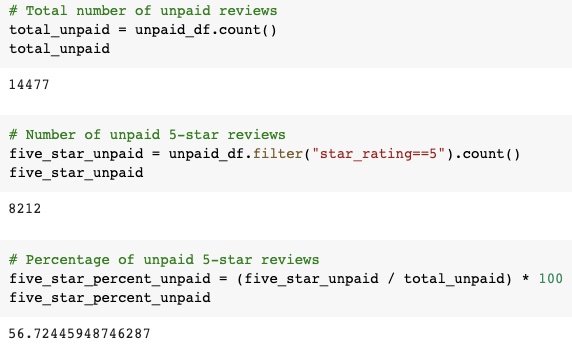 # Total number of unpaid reviews
total_unpaid = unpaid_df.count()
total_unpaid
14477
# Number of unpaid 5-star reviews
five_star_unpaid = unpaid_df.filter("star_rating==5").count()
five_star_unpaid
8212
# Percentage of unpaid 5-star reviews
five_star_percent_unpaid = (five_star_unpaid / total_unpaid) * 100
five_star_percent_unpaid
56.72445948746287